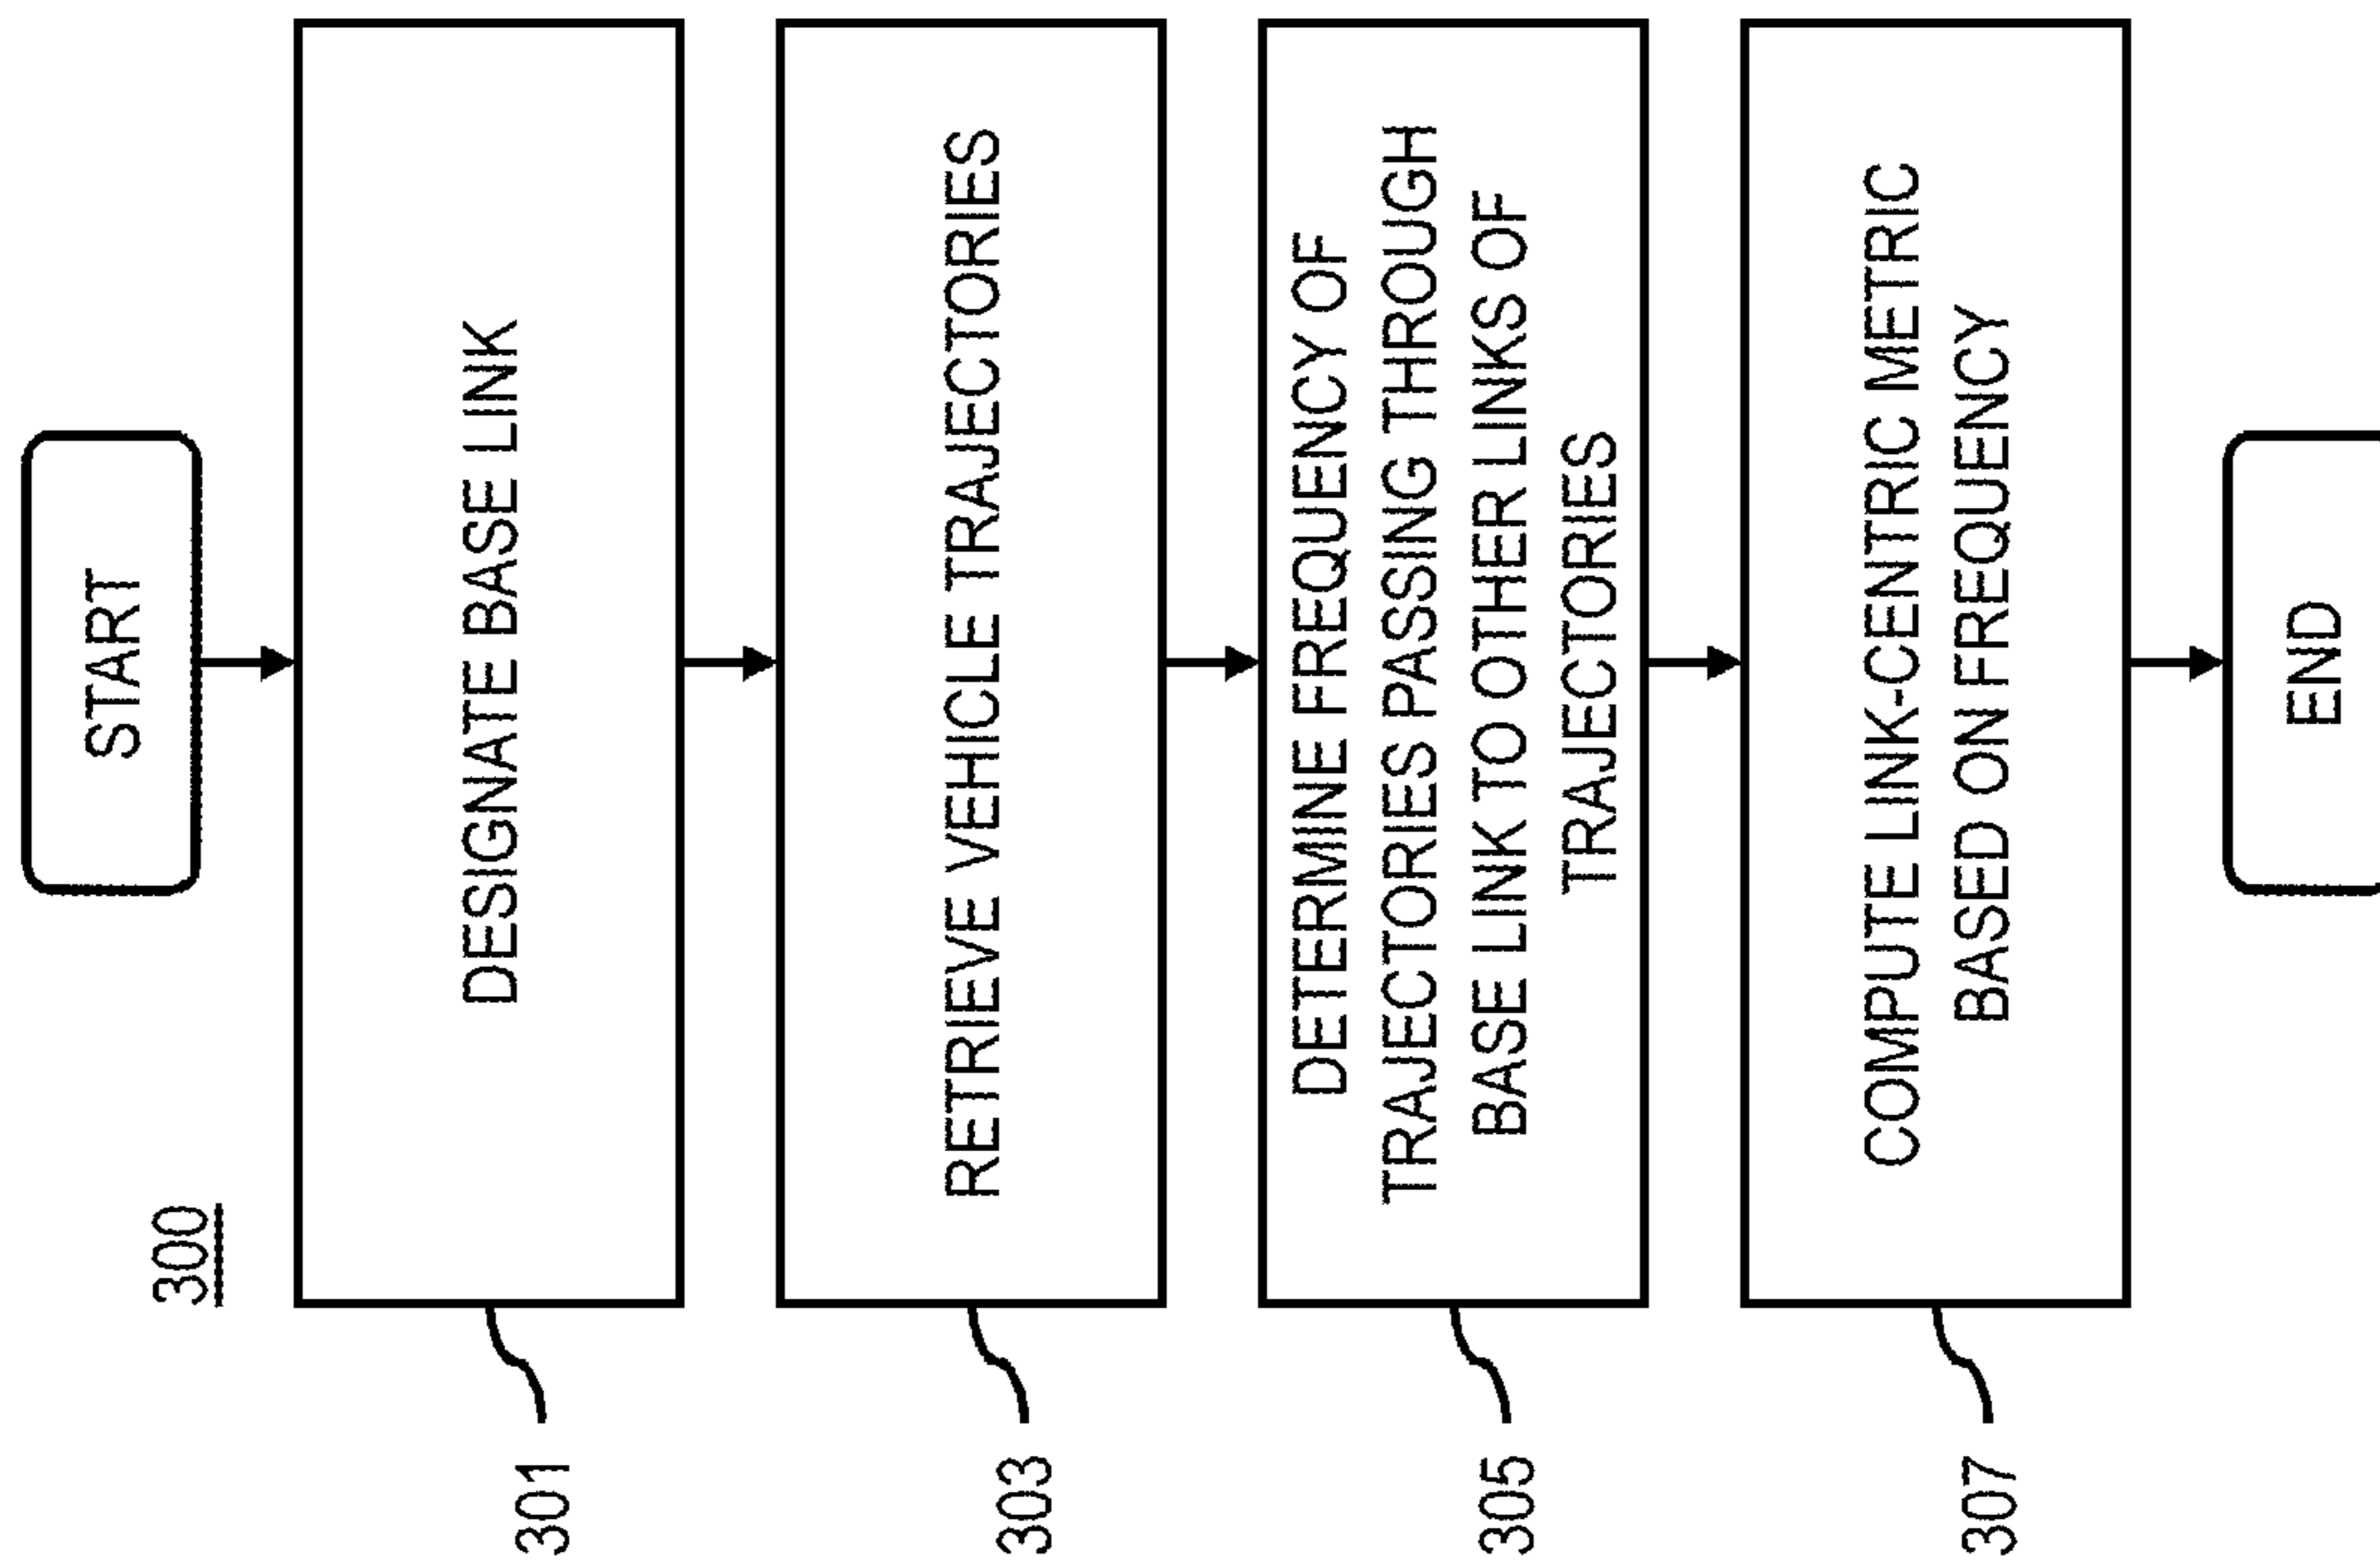 300
START
301
DESIGNATE BASE LINK
303
RETRIEVE VEHICLE TRAJECTORIES
305
DETERMINE FREQUENCY OF
TRAJECTORIES PASSING THROUGH
BASE LINK TO OTHER LINKS OF
TRAJECTORIES
307
COMPUTE LINK-CENTRIC METRIC
BASED ON FREQUENCY
END